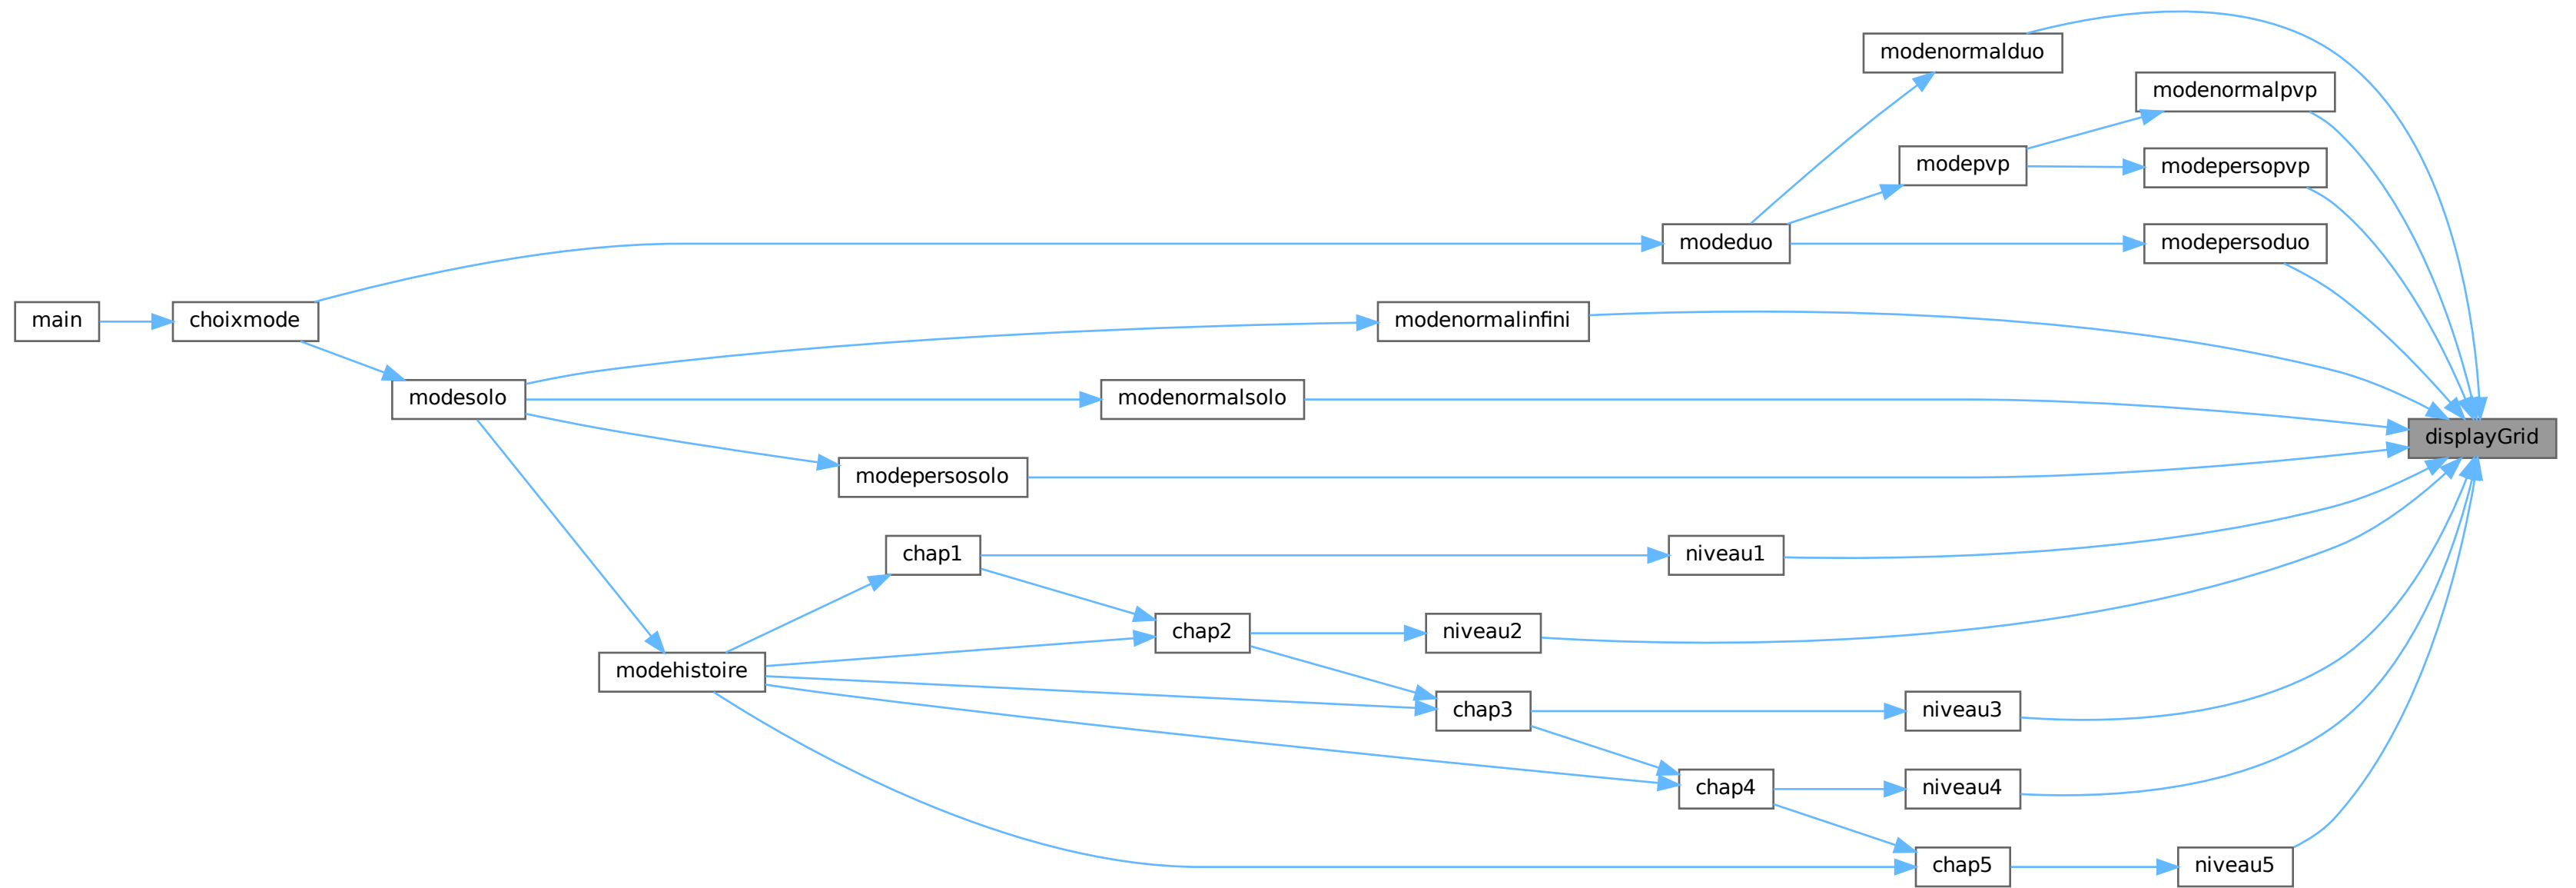 modenormalduo
modenormalpvp
modepvp
modepersopvp
modeduo
modepersoduo
main
choixmode
modenormalinfini
modesolo
modenormalsolo
displayGrid
modepersosolo
chap1
niveau1
chap2
niveau2
modehistoire
chap3
niveau3
chap4
niveau4
chap5
niveau5